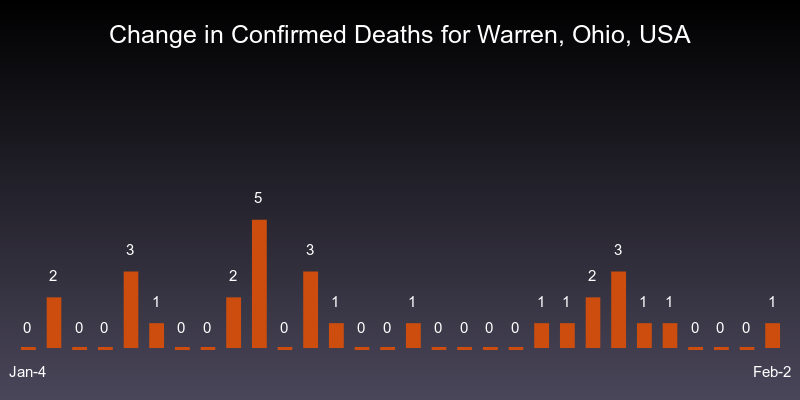 Change in Confirmed Deaths for Warren, Ohio, USA
5
3 3 3
2 2 2
1 1 1 1 1 1 1 1 1
0 0 0 0 0 0 0 0 0 0 0 0 0 0 0
Jan-4 Feb-2